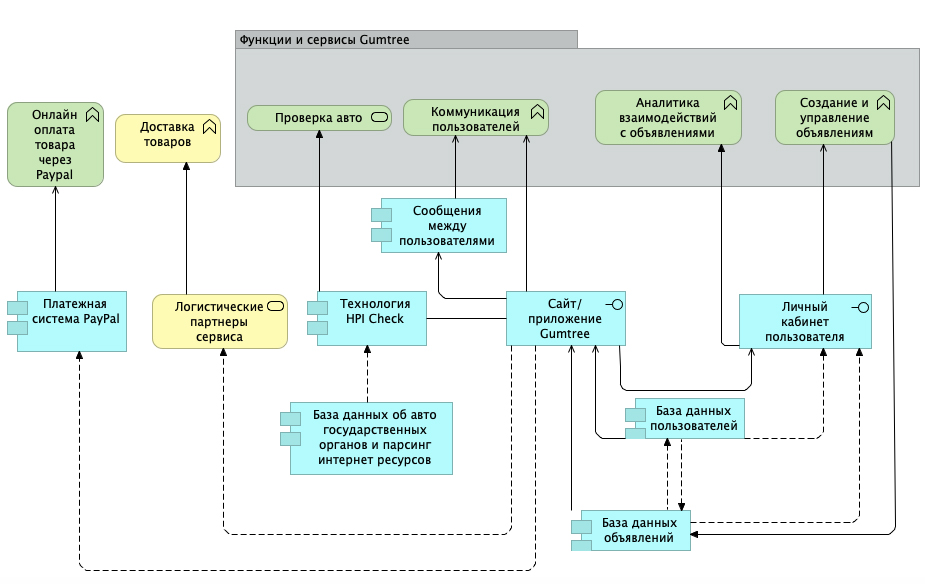 Функции и сервисы Gumtree
Онлайн
оплата
товара
через
Paypal
Доставка
товаров
Проверка авто
Коммуникация
пользователей
Аналитика
взаимодействий
с объявлениями
Создание и
управление
объявлениям
Сообщения
между
пользователями
Платежная
система PayPal
Логистические
партнеры
сервиса
Технология
HPI Check
Сайт/
приложение
Gumtree
Личный
кабинет
пользователя
База данных об авто
государственных
органов и парсинг
интернет ресурсов
База данных
пользователей
База данных
объявлений